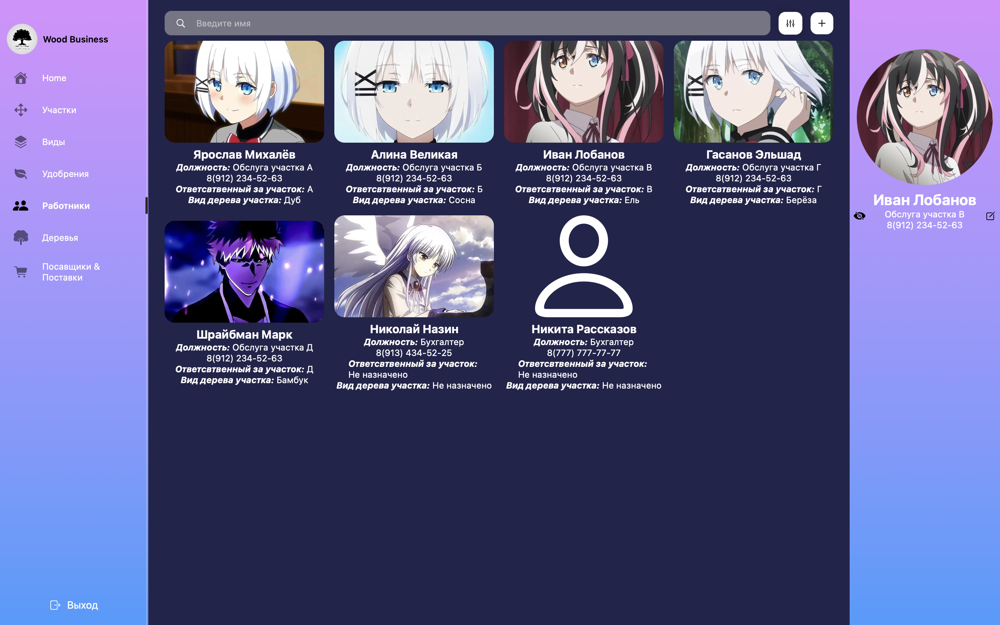 Wood Business
Home
Участки
Виды
Удобрения
Работники
Деревья
Посавщики &
Поставки
Выход
Введите имя
Ярослав Михалёв
Должность: Обслуга участка А
8(912) 234-52-63
Ответсвтвенный за участок: А
Вид дерева участка: Дуб
Алина Великая
Должность: Обслуга участка Б
8(912) 234-52-63
Ответсвтвенный за участок: Б
Вид дерева участка: Сосна
Иван Лобанов
Должность: Обслуга участка В
8(912) 234-52-63
Ответсвтвенный за участок: В
Вид дерева участка: Ель
Гасанов Эльшад
Должность: Обслуга участка Г
8(912) 234-52-63
Ответсвтвенный за участок: Г
Вид дерева участка: Берёза
Шрайбман Марк
Должность: Обслуга участка Д
8(912) 234-52-63
Ответсвтвенный за участок: Д
Вид дерева участка: Бамбук
Николай Назин
Должность: Бухгалтер
8(913) 434-52-25
Ответсвтвенный за участок:
Не назначено
Вид дерева участка: Не назначено
Никита Рассказов
Должность: Бухгалтер
8(777) 777-77-77
Ответсвтвенный за участок:
Не назначено
Вид дерева участка: Не назначено
Иван Лобанов
Обслуга участка В
8(912) 234-52-63